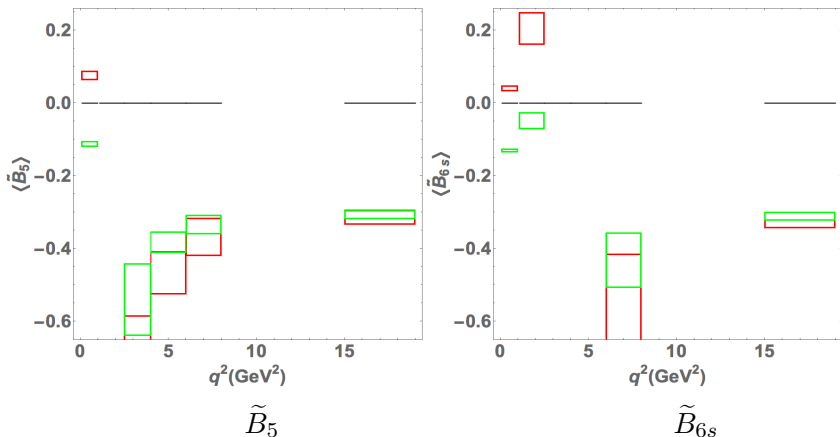 0.2
0.0
−0.2
−0.4
−0.6
⟨B̃₅⟩
0 5 10 15
q²(GeV²)
B̃₅
0.2
0.0
−0.2
−0.4
−0.6
⟨B̃₆ₛ⟩
0 5 10 15
q²(GeV²)
B̃₆ₛ